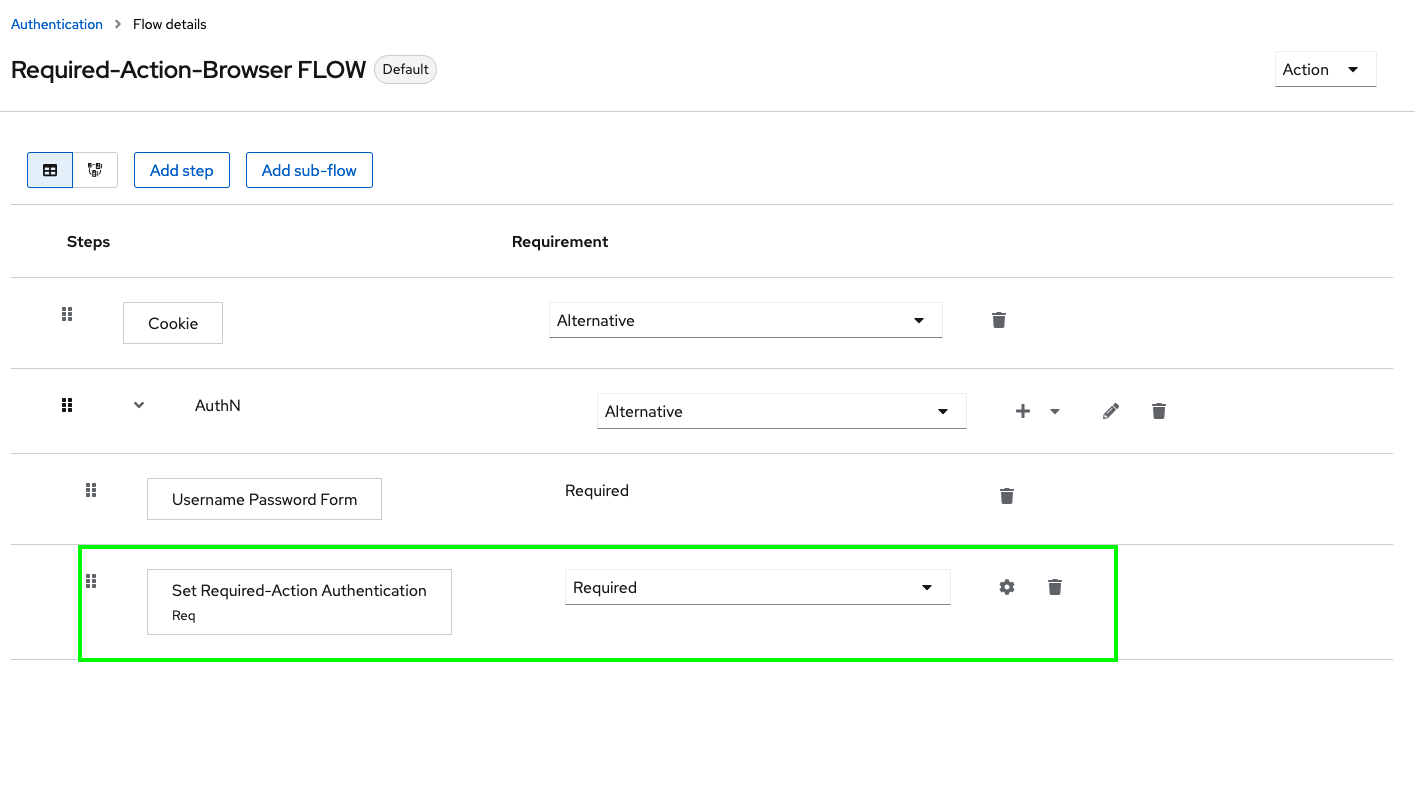 Authentication > Flow details
Required-Action-Browser FLOW Default
Action
Add step Add sub-flow
Steps Requirement
Cookie Alternative
AuthN Alternative
Username Password Form Required
Set Required-Action Authentication Required
Req